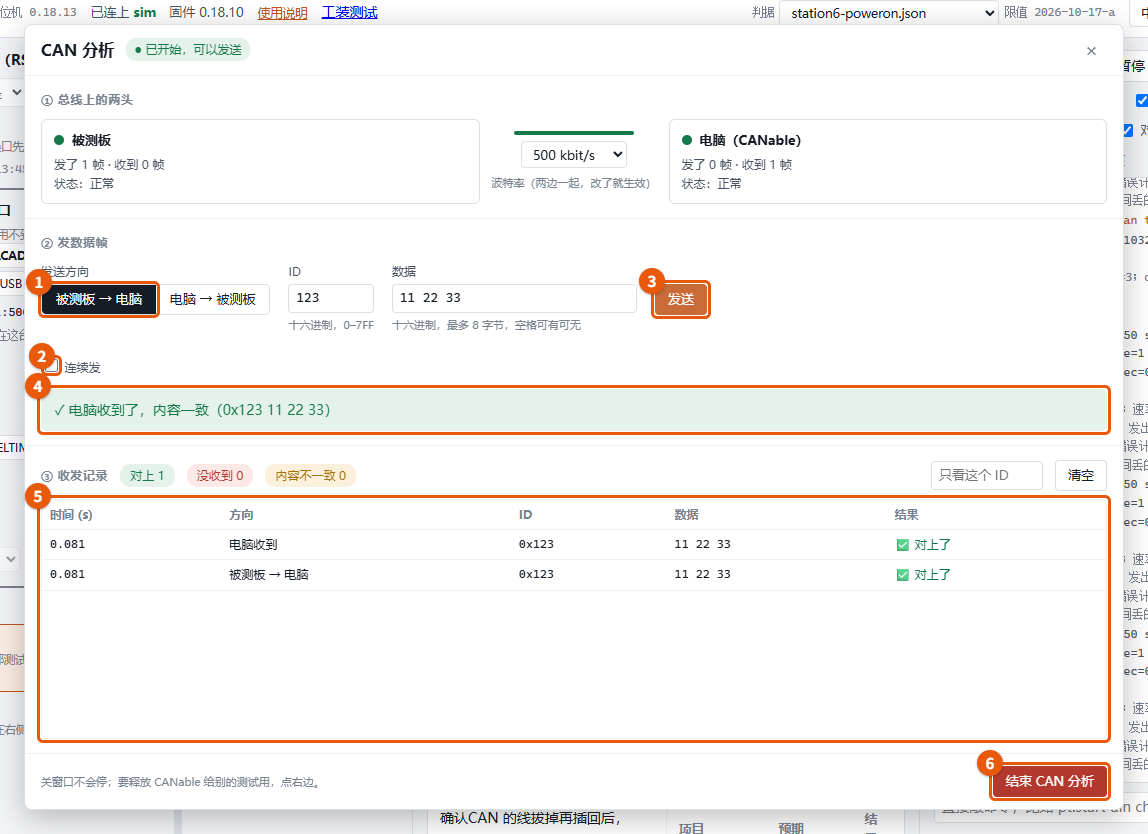 位机 0.18.13 已连上 sim 固件 0.18.10 使用说明 工装测试 判据 station6-poweron.json 限值 2026-10-17-a
CAN 分析 ● 已开始，可以发送 ×
① 总线上的两头
被测板
发了 1 帧 · 收到 0 帧
状态：正常
500 kbit/s
波特率（两边一起，改了就生效）
电脑（CANable）
发了 0 帧 · 收到 1 帧
状态：正常
② 发数据帧
发送方向 ID 数据
1 被测板 → 电脑 电脑 → 被测板 123 11 22 33 3 发送
十六进制，0–7FF 十六进制，最多 8 字节，空格可有可无
2 连续发
4
✓ 电脑收到了，内容一致（0x123 11 22 33）
③ 收发记录 对上 1 没收到 0 内容不一致 0 只看这个 ID 清空
5
时间 (s) 方向 ID 数据 结果
0.081 电脑收到 0x123 11 22 33 ✅ 对上了
0.081 被测板 → 电脑 0x123 11 22 33 ✅ 对上了
关窗口不会停；要释放 CANable 给别的测试用，点右边。
6 结束 CAN 分析
确认CAN 的线拔掉再插回后，
项目 预期 结